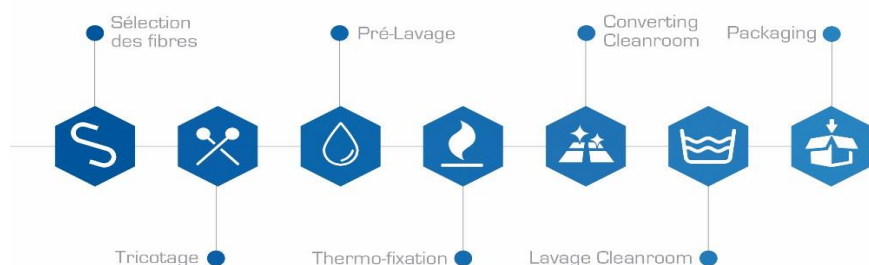 Sélection
des fibres
Pré-Lavage
Converting
Cleanroom
Packaging
Tricotage
Thermo-fixation
Lavage Cleanroom